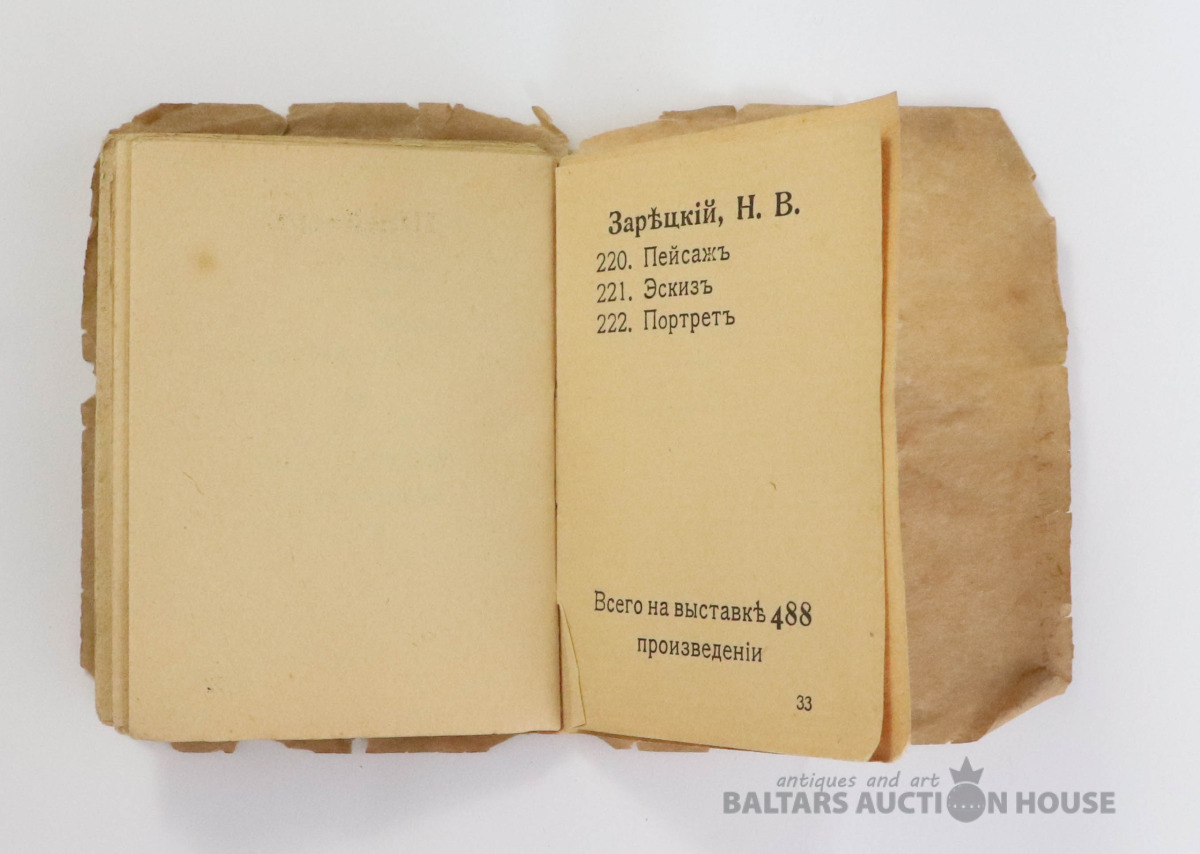 Зарѣцкій, Н. В.
220. Пейсажъ
221. Эскизъ
222. Портретъ
Всего на выставкѣ 488
произведеніи
33
antiques and art
BALTARS AUCTION HOUSE